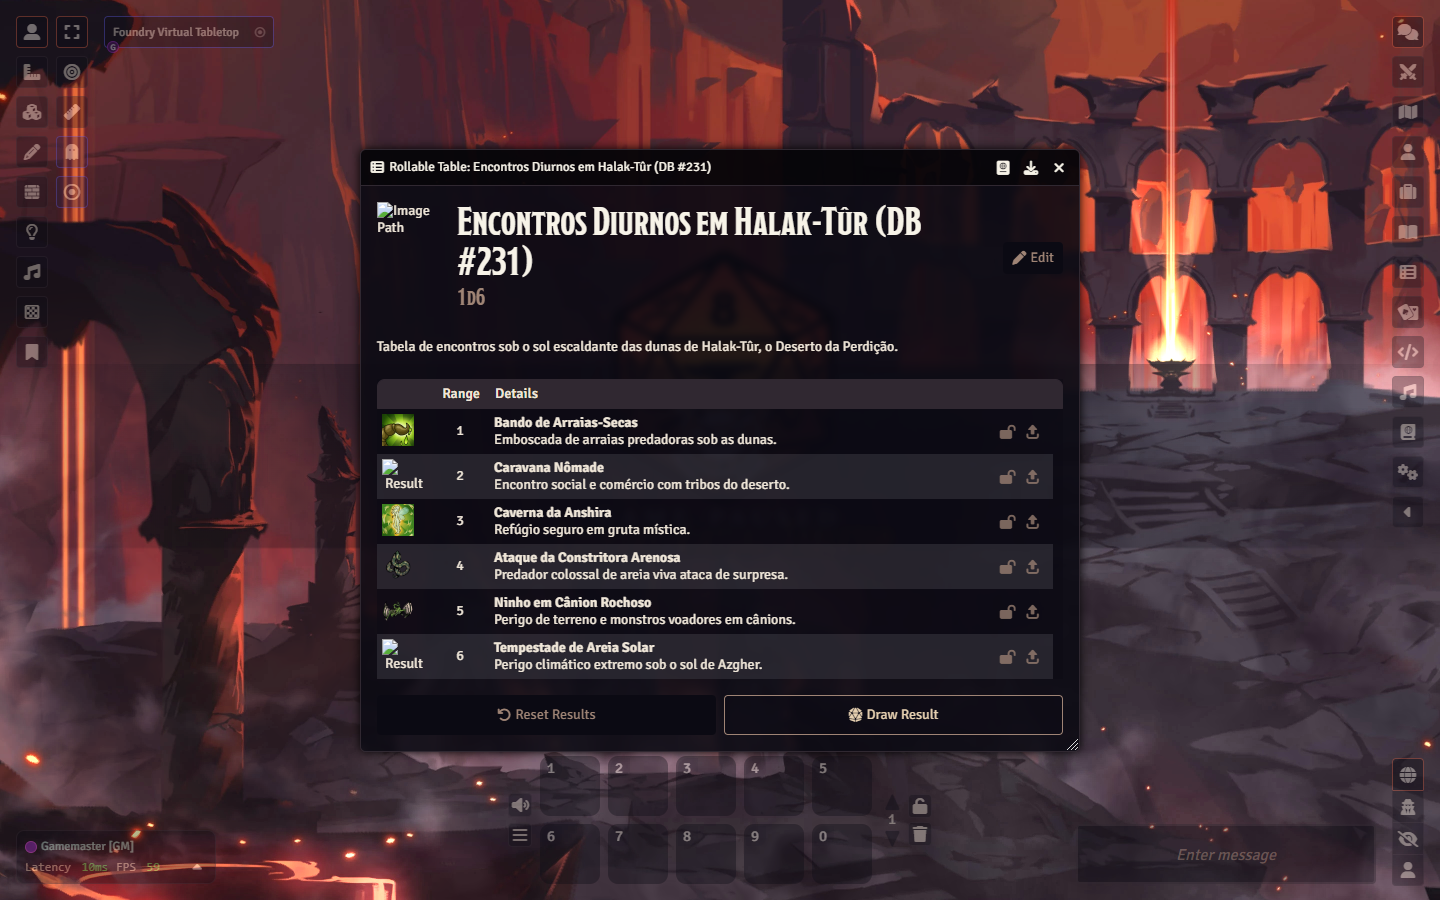 Foundry Virtual Tabletop
G
Rollable Table: Encontros Diurnos em Halak-Tûr (DB #231)
Image
Path
Encontros Diurnos em Halak-Tûr (DB
#231)
1d6
Edit
Tabela de encontros sob o sol escaldante das dunas de Halak-Tûr, o Deserto da Perdição.
Range Details
1
Bando de Arraias-Secas
Emboscada de arraias predadoras sob as dunas.
Result
2
Caravana Nômade
Encontro social e comércio com tribos do deserto.
3
Caverna da Anshira
Refúgio seguro em gruta mística.
4
Ataque da Constritora Arenosa
Predador colossal de areia viva ataca de surpresa.
5
Ninho em Cânion Rochoso
Perigo de terreno e monstros voadores em cânions.
Result
6
Tempestade de Areia Solar
Perigo climático extremo sob o sol de Azgher.
Reset Results
Draw Result
1 2 3 4 5
1
6 7 8 9 0
Gamemaster [GM]
Latency 10ms FPS 59
Enter message